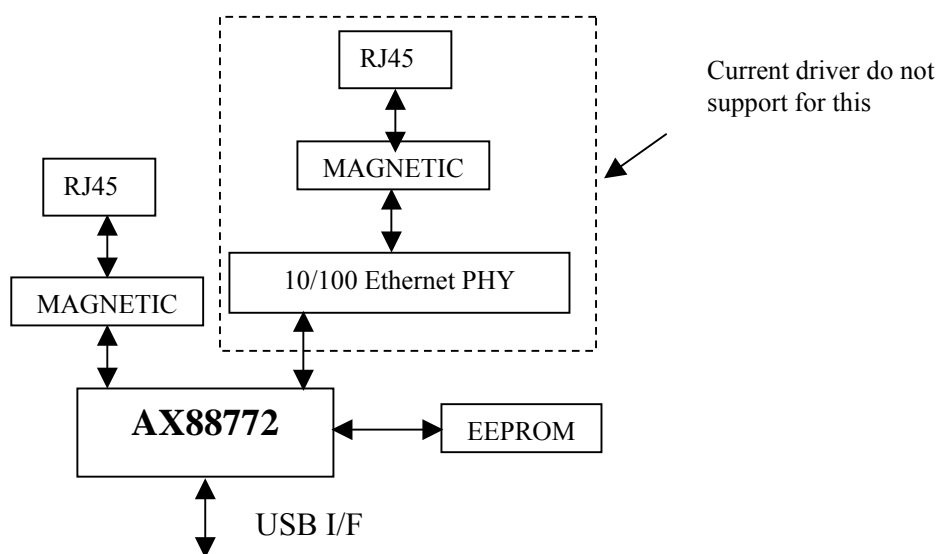 RJ45
Current driver do not
support for this
MAGNETIC
RJ45
10/100 Ethernet PHY
MAGNETIC
AX88772
EEPROM
USB I/F